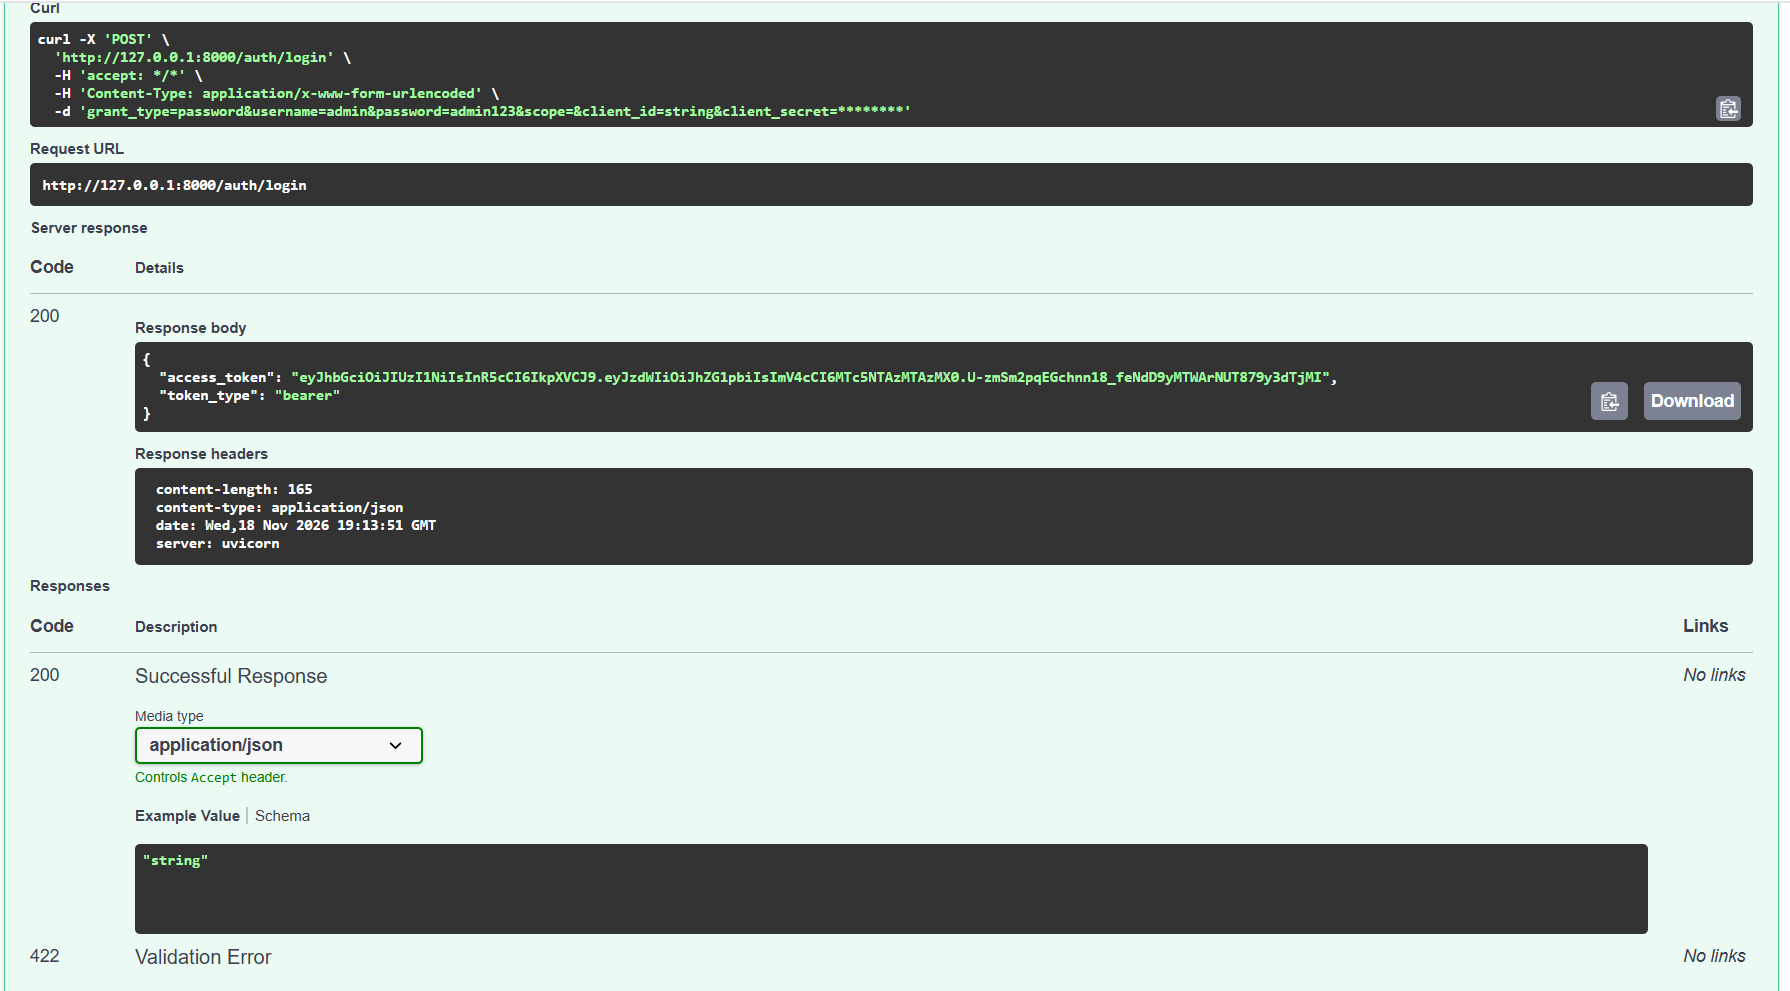 Curl
curl -X 'POST' \
'http://127.0.0.1:8000/auth/login' \
-H 'accept: */*' \
-H 'Content-Type: application/x-www-form-urlencoded' \
-d 'grant_type=password&username=admin&password=admin123&scope=&client_id=string&client_secret=********'
Request URL
http://127.0.0.1:8000/auth/login
Server response
Code Details
200
Response body
{
"access_token": "eyJhbGciOiJIUzI1NiIsInR5cCI6IkpXVCJ9.eyJzdWIiOiJhZG1pbiIsImV4cCI6MTc5NTAzMTAzMX0.U-zmSm2pqEGchnn18_feNdD9yMTWArNUT879y3dTjMI",
"token_type": "bearer"
}
Download
Response headers
content-length: 165
content-type: application/json
date: Wed,18 Nov 2026 19:13:51 GMT
server: uvicorn
Responses
Code Description Links
200 Successful Response No links
Media type
application/json
Controls Accept header.
Example Value Schema
"string"
422 Validation Error No links